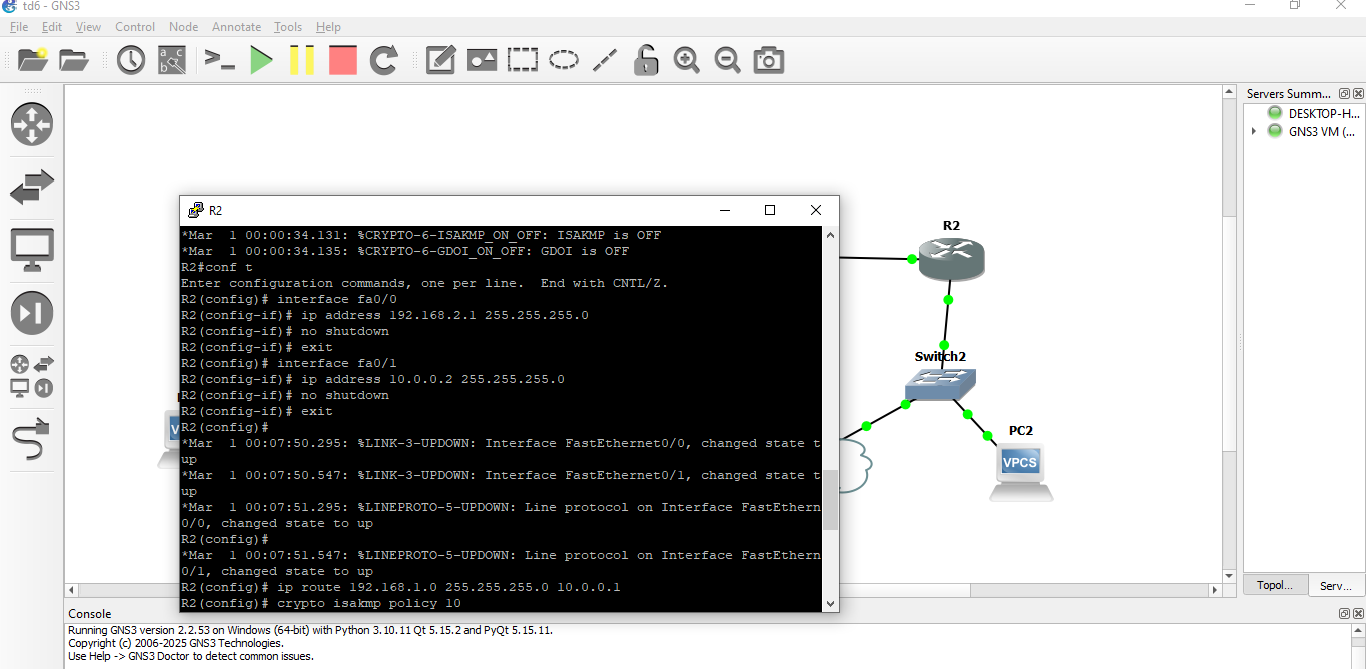 td6 - GNS3
File Edit View Control Node Annotate Tools Help
Servers Summ...
DESKTOP-H...
GNS3 VM (...
R2
*Mar  1 00:00:34.131: %CRYPTO-6-ISAKMP_ON_OFF: ISAKMP is OFF
*Mar  1 00:00:34.135: %CRYPTO-6-GDOI_ON_OFF: GDOI is OFF
R2#conf t
Enter configuration commands, one per line.  End with CNTL/Z.
R2(config)# interface fa0/0
R2(config-if)# ip address 192.168.2.1 255.255.255.0
R2(config-if)# no shutdown
R2(config-if)# exit
R2(config)# interface fa0/1
R2(config-if)# ip address 10.0.0.2 255.255.255.0
R2(config-if)# no shutdown
R2(config-if)# exit
R2(config)#
*Mar  1 00:07:50.295: %LINK-3-UPDOWN: Interface FastEthernet0/0, changed state t
up
*Mar  1 00:07:50.547: %LINK-3-UPDOWN: Interface FastEthernet0/1, changed state t
up
*Mar  1 00:07:51.295: %LINEPROTO-5-UPDOWN: Line protocol on Interface FastEthern
0/0, changed state to up
R2(config)#
*Mar  1 00:07:51.547: %LINEPROTO-5-UPDOWN: Line protocol on Interface FastEthern
0/1, changed state to up
R2(config)# ip route 192.168.1.0 255.255.255.0 10.0.0.1
R2(config)# crypto isakmp policy 10
R2
Switch2
PC2
VPCS
Topol...
Serv...
Console
Running GNS3 version 2.2.53 on Windows (64-bit) with Python 3.10.11 Qt 5.15.2 and PyQt 5.15.11.
Copyright (c) 2006-2025 GNS3 Technologies.
Use Help -> GNS3 Doctor to detect common issues.